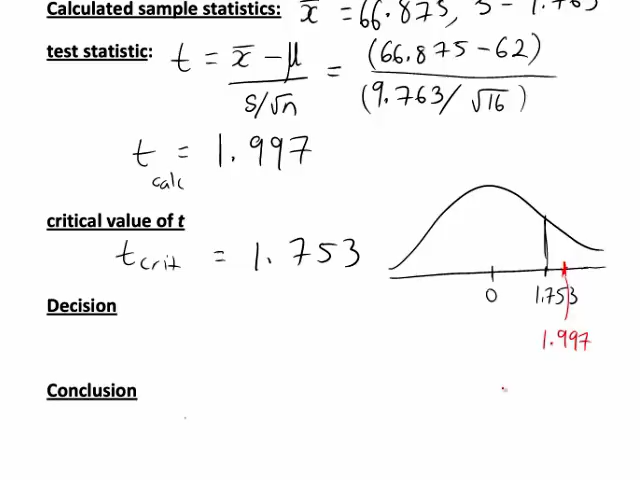 Calculated sample statistics: x̄ = 66.875, S = 9.763
test statistic: t = x̄ − μ / s/√n = (66.875 − 62) / (9.763/√16)
t calc = 1.997
critical value of t
t crit = 1.753
0 1.753
Decision
1.997
Conclusion